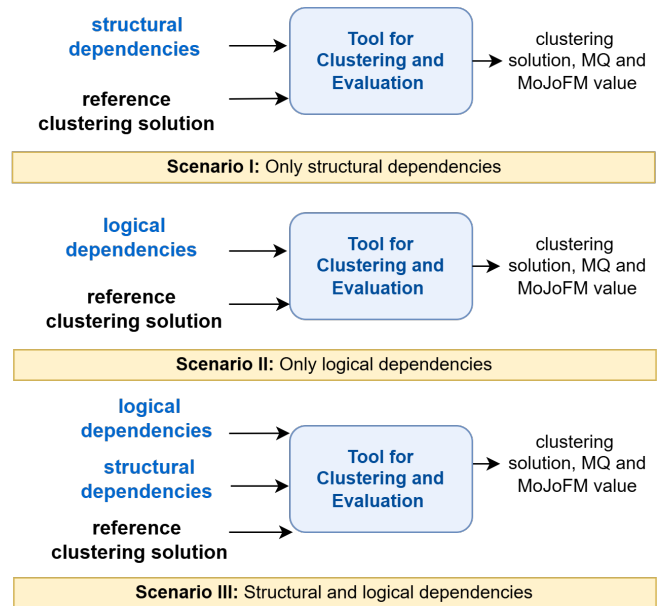 structural
dependencies
reference
clustering solution
Tool for
Clustering and
Evaluation
clustering
solution, MQ and
MoJoFM value
Scenario I: Only structural dependencies
logical
dependencies
reference
clustering solution
Tool for
Clustering and
Evaluation
clustering
solution, MQ and
MoJoFM value
Scenario II: Only logical dependencies
logical
dependencies
structural
dependencies
reference
clustering solution
Tool for
Clustering and
Evaluation
clustering
solution, MQ and
MoJoFM value
Scenario III: Structural and logical dependencies